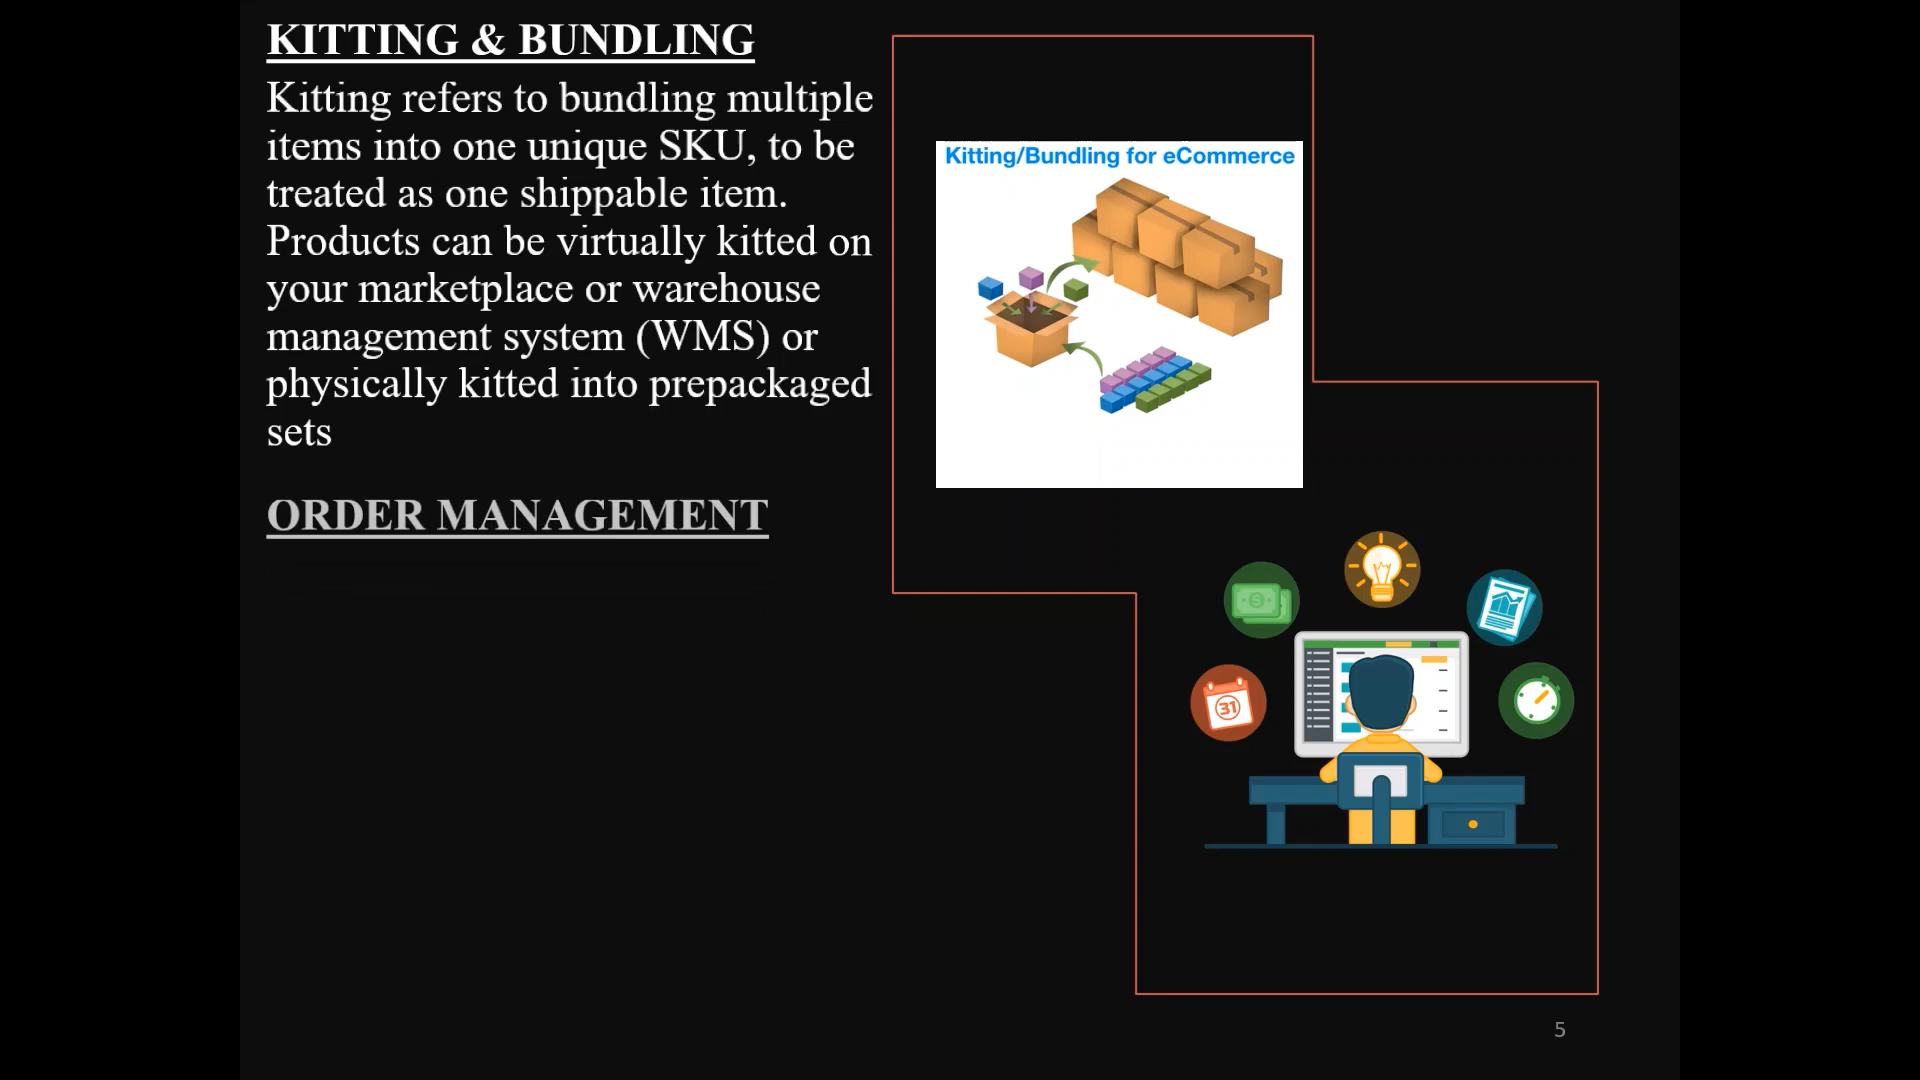 KITTING & BUNDLING
Kitting refers to bundling multiple
items into one unique SKU, to be
treated as one shippable item.
Products can be virtually kitted on
your marketplace or warehouse
management system (WMS) or
physically kitted into prepackaged
sets
ORDER MANAGEMENT
Kitting/Bundling for eCommerce
$
31
5